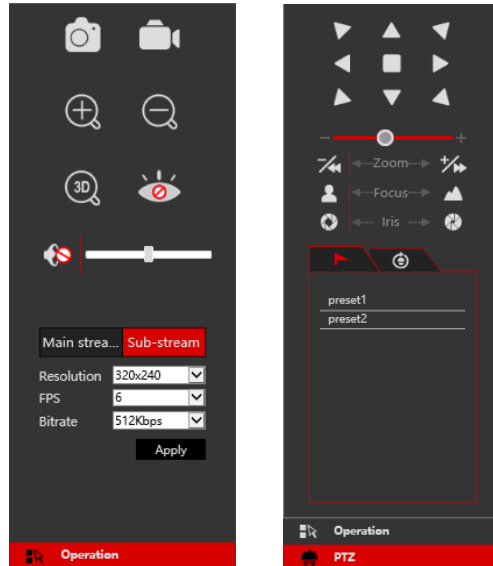 3D
Main strea... Sub-stream
Resolution 320x240
FPS 6
Bitrate 512Kbps
Apply
Operation
Zoom
Focus
Iris
preset1
preset2
Operation
PTZ